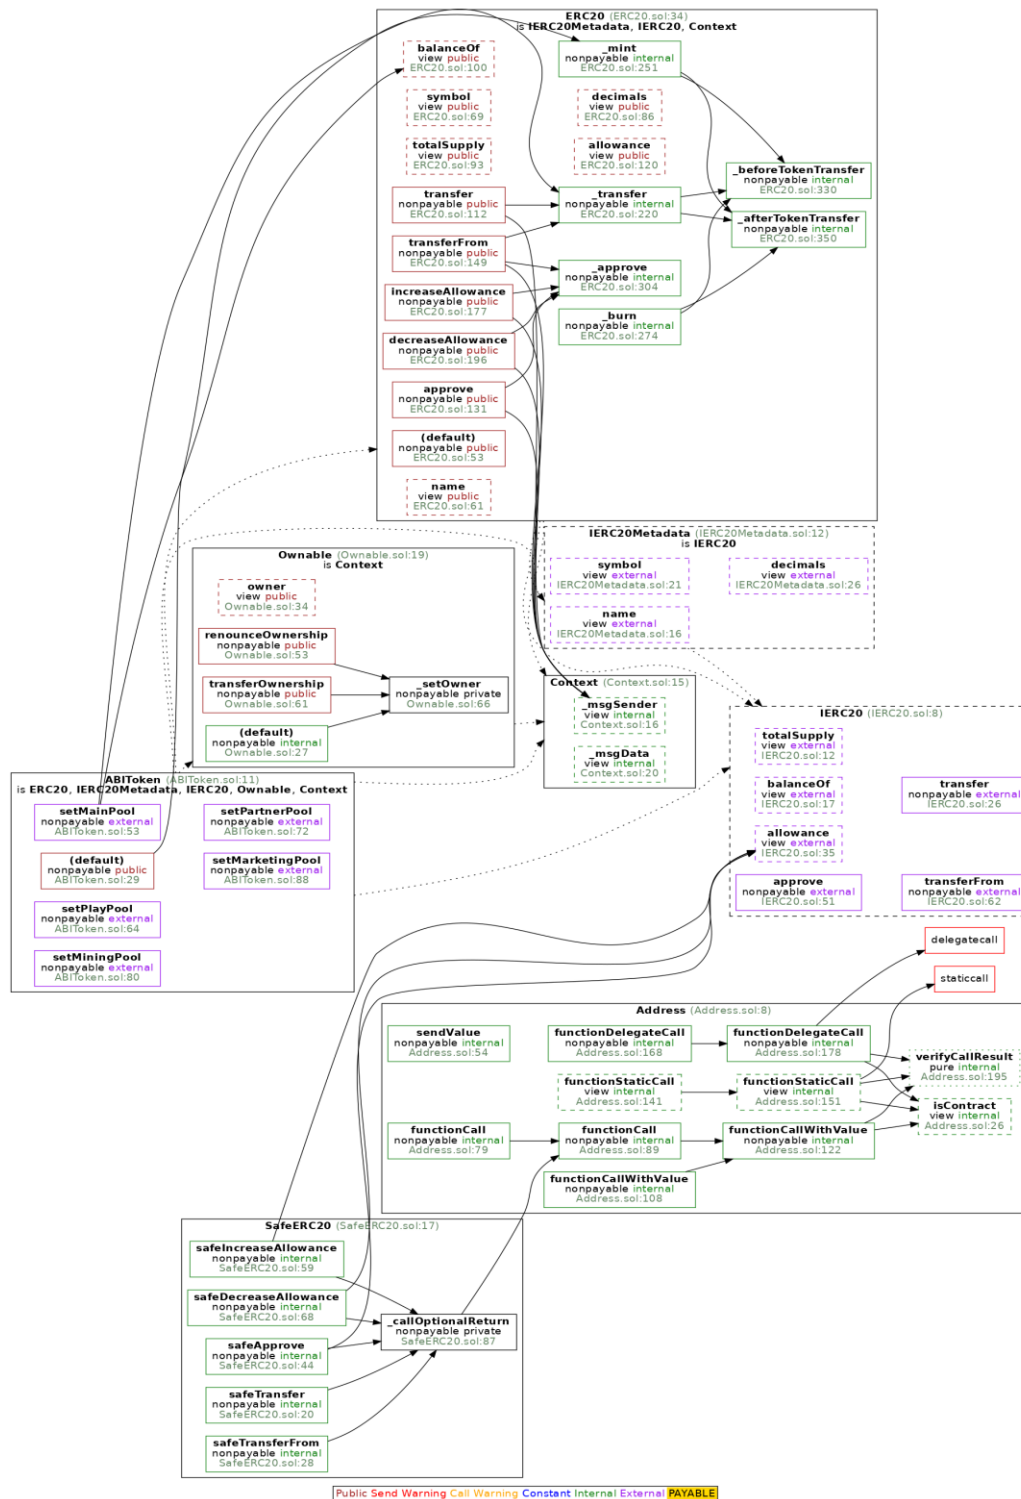 ERC20 (ERC20.sol:34)
is IERC20Metadata, IERC20, Context
balanceOf
view public
ERC20.sol:100
_mint
nonpayable internal
ERC20.sol:251
symbol
view public
ERC20.sol:69
decimals
view public
ERC20.sol:86
totalSupply
view public
ERC20.sol:93
allowance
view public
ERC20.sol:120
_beforeTokenTransfer
nonpayable internal
ERC20.sol:330
transfer
nonpayable public
ERC20.sol:112
_transfer
nonpayable internal
ERC20.sol:220
_afterTokenTransfer
nonpayable internal
ERC20.sol:350
transferFrom
nonpayable public
ERC20.sol:149
_approve
nonpayable internal
ERC20.sol:304
increaseAllowance
nonpayable public
ERC20.sol:177
_burn
nonpayable internal
ERC20.sol:274
decreaseAllowance
nonpayable public
ERC20.sol:196
approve
nonpayable public
ERC20.sol:131
(default)
nonpayable public
ERC20.sol:53
name
view public
ERC20.sol:61
IERC20Metadata (IERC20Metadata.sol:12)
is IERC20
symbol
view external
IERC20Metadata.sol:21
decimals
view external
IERC20Metadata.sol:26
name
view external
IERC20Metadata.sol:16
Ownable (Ownable.sol:19)
is Context
owner
view public
Ownable.sol:34
renounceOwnership
nonpayable public
Ownable.sol:53
transferOwnership
nonpayable public
Ownable.sol:61
_setOwner
nonpayable private
Ownable.sol:66
(default)
nonpayable internal
Ownable.sol:27
Context (Context.sol:15)
_msgSender
view internal
Context.sol:16
_msgData
view internal
Context.sol:20
IERC20 (IERC20.sol:8)
totalSupply
view external
IERC20.sol:12
balanceOf
view external
IERC20.sol:17
transfer
nonpayable external
IERC20.sol:26
allowance
view external
IERC20.sol:35
approve
nonpayable external
IERC20.sol:51
transferFrom
nonpayable external
IERC20.sol:62
ABIToken (ABIToken.sol:11)
is ERC20, IERC20Metadata, IERC20, Ownable, Context
setMainPool
nonpayable external
ABIToken.sol:53
setPartnerPool
nonpayable external
ABIToken.sol:72
(default)
nonpayable public
ABIToken.sol:29
setMarketingPool
nonpayable external
ABIToken.sol:88
setPlayPool
nonpayable external
ABIToken.sol:64
setMiningPool
nonpayable external
ABIToken.sol:80
delegatecall
staticcall
Address (Address.sol:8)
sendValue
nonpayable internal
Address.sol:54
functionDelegateCall
nonpayable internal
Address.sol:168
functionDelegateCall
nonpayable internal
Address.sol:178
verifyCallResult
pure internal
Address.sol:195
functionStaticCall
view internal
Address.sol:141
functionStaticCall
view internal
Address.sol:151
isContract
view internal
Address.sol:26
functionCall
nonpayable internal
Address.sol:79
functionCall
nonpayable internal
Address.sol:89
functionCallWithValue
nonpayable internal
Address.sol:122
functionCallWithValue
nonpayable internal
Address.sol:108
SafeERC20 (SafeERC20.sol:17)
safeIncreaseAllowance
nonpayable internal
SafeERC20.sol:59
safeDecreaseAllowance
nonpayable internal
SafeERC20.sol:68
_callOptionalReturn
nonpayable private
SafeERC20.sol:87
safeApprove
nonpayable internal
SafeERC20.sol:44
safeTransfer
nonpayable internal
SafeERC20.sol:20
safeTransferFrom
nonpayable internal
SafeERC20.sol:28
Public Send Warning Call Warning Constant Internal External PAYABLE